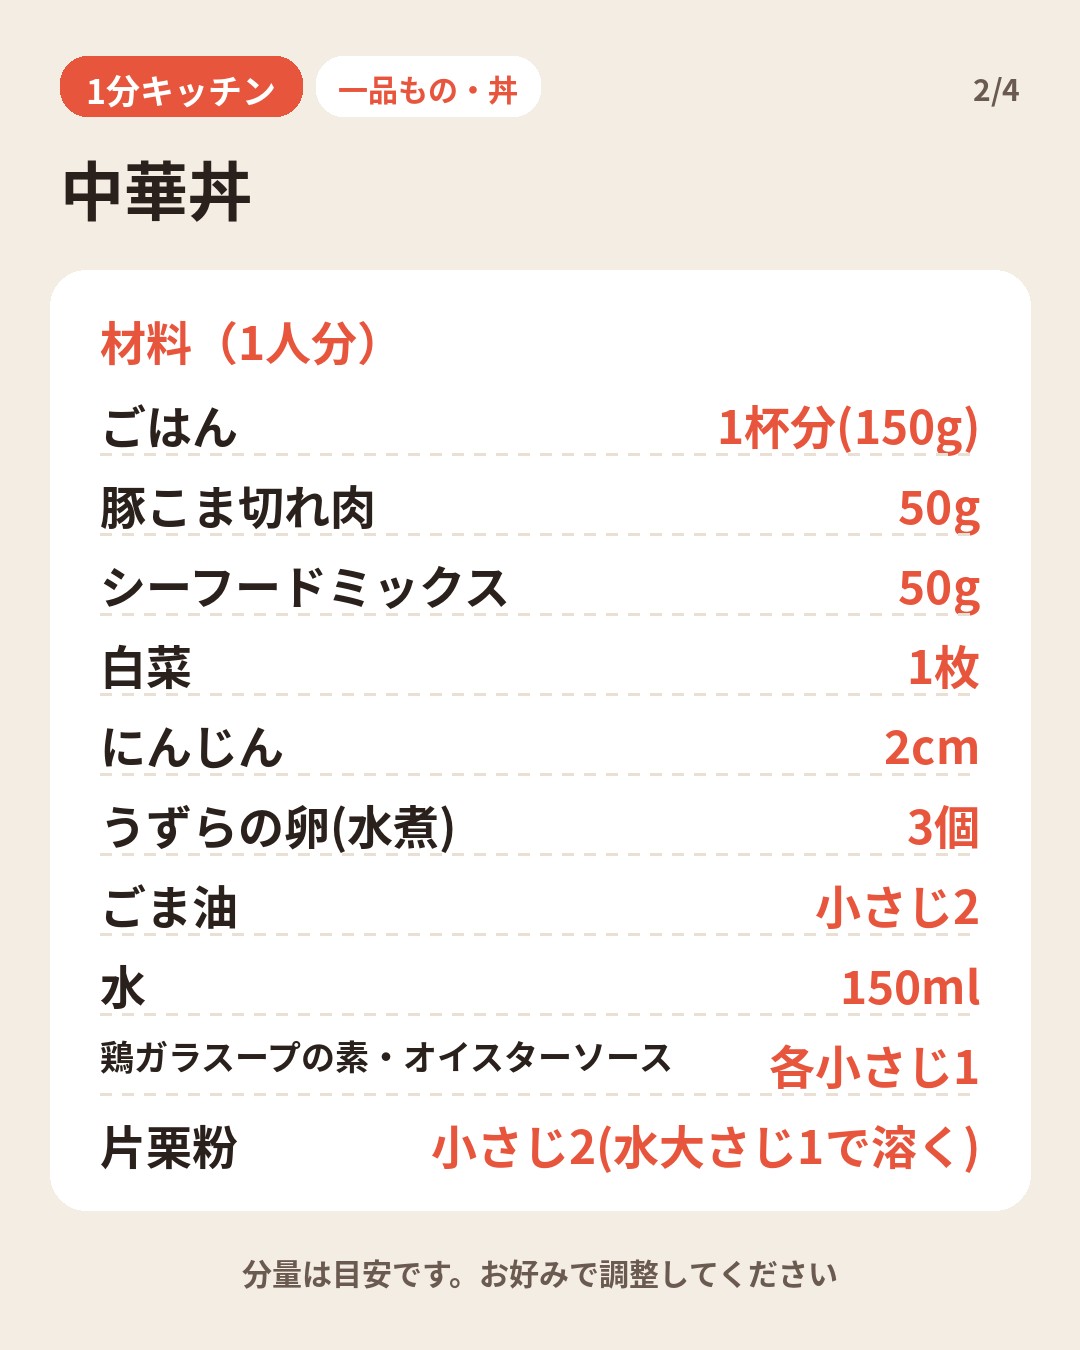 1分キッチン 一品もの・丼 2/4
中華丼
材料（1人分）
ごはん 1杯分(150g)
豚こま切れ肉 50g
シーフードミックス 50g
白菜 1枚
にんじん 2cm
うずらの卵(水煮) 3個
ごま油 小さじ2
水 150ml
鶏ガラスープの素・オイスターソース 各小さじ1
片栗粉 小さじ2(水大さじ1で溶く)
分量は目安です。お好みで調整してください